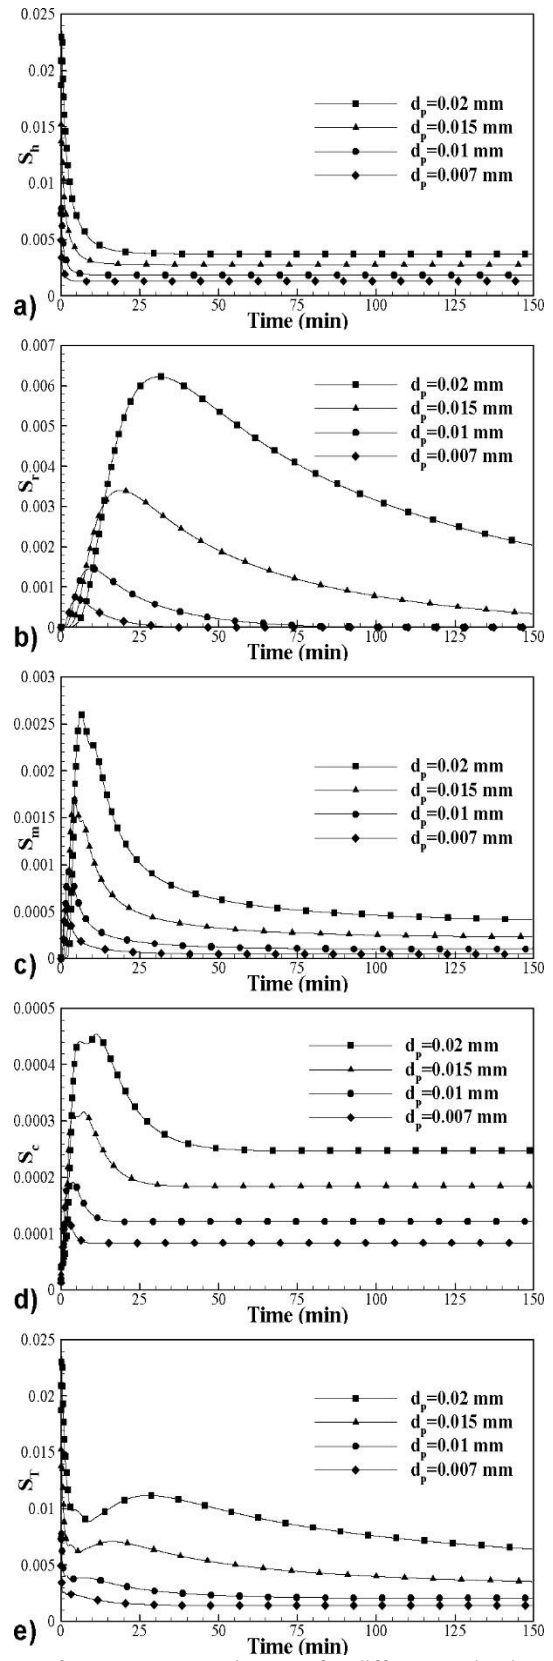 0.025
0.02
0.015
0.01
0.005
0
S_h
d_p=0.02 mm
d_p=0.015 mm
d_p=0.01 mm
d_p=0.007 mm
0 25 50 75 100 125 150
a) Time (min)
0.007
0.006
0.005
0.004
0.003
0.002
0.001
0
S_r
d_p=0.02 mm
d_p=0.015 mm
d_p=0.01 mm
d_p=0.007 mm
0 25 50 75 100 125 150
b) Time (min)
0.003
0.0025
0.002
0.0015
0.001
0.0005
0
S_m
d_p=0.02 mm
d_p=0.015 mm
d_p=0.01 mm
d_p=0.007 mm
0 25 50 75 100 125 150
c) Time (min)
0.0005
0.0004
0.0003
0.0002
0.0001
0
S_c
d_p=0.02 mm
d_p=0.015 mm
d_p=0.01 mm
d_p=0.007 mm
0 25 50 75 100 125 150
d) Time (min)
0.025
0.02
0.015
0.01
0.005
0
S_T
d_p=0.02 mm
d_p=0.015 mm
d_p=0.01 mm
d_p=0.007 mm
0 25 50 75 100 125 150
e) Time (min)